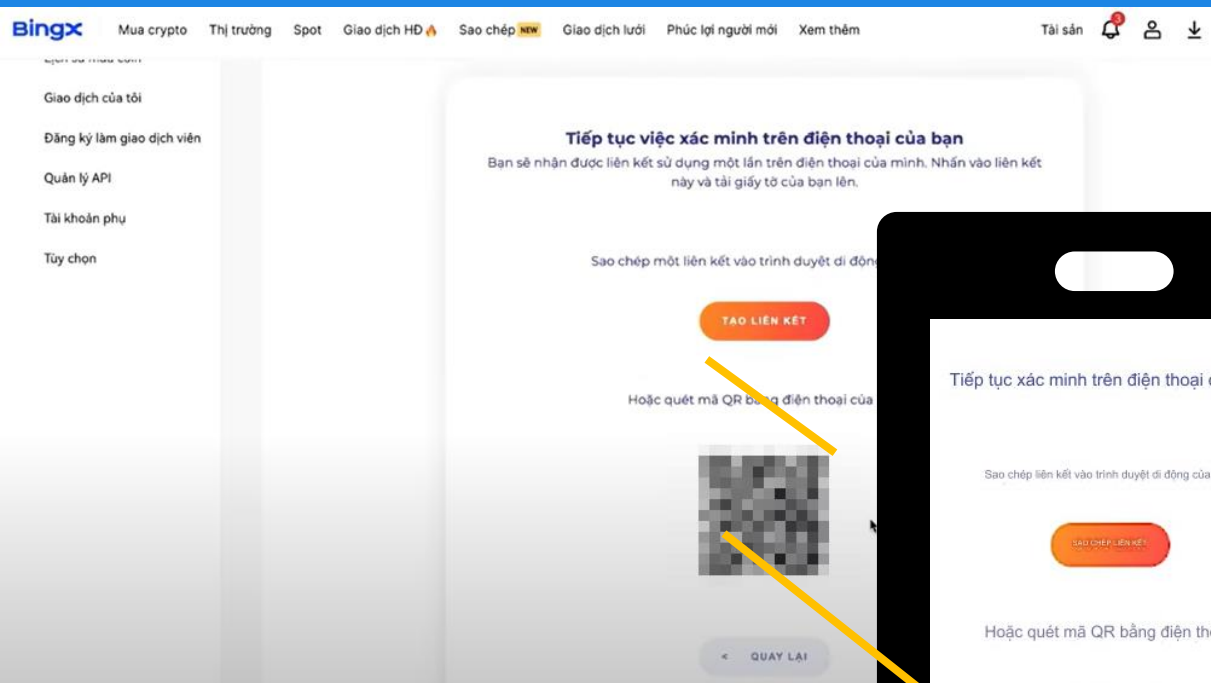 BingX Mua crypto Thị trường Spot Giao dịch HĐ Sao chép NEW Giao dịch lưới Phúc lợi người mới Xem thêm Tài sản 3
Giao dịch của tôi
Đăng ký làm giao dịch viên
Quản lý API
Tài khoản phụ
Tùy chọn
Tiếp tục việc xác minh trên điện thoại của bạn
Bạn sẽ nhận được liên kết sử dụng một lần trên điện thoại của mình. Nhấn vào liên kết
này và tải giấy tờ của bạn lên.
Sao chép một liên kết vào trình duyệt di động
TẠO LIÊN KẾT
Hoặc quét mã QR bằng điện thoại của
< QUAY LẠI
Tiếp tục xác minh trên điện thoại
Sao chép liên kết vào trình duyệt di động của
SAO CHÉP LIÊN KẾT
Hoặc quét mã QR bằng điện